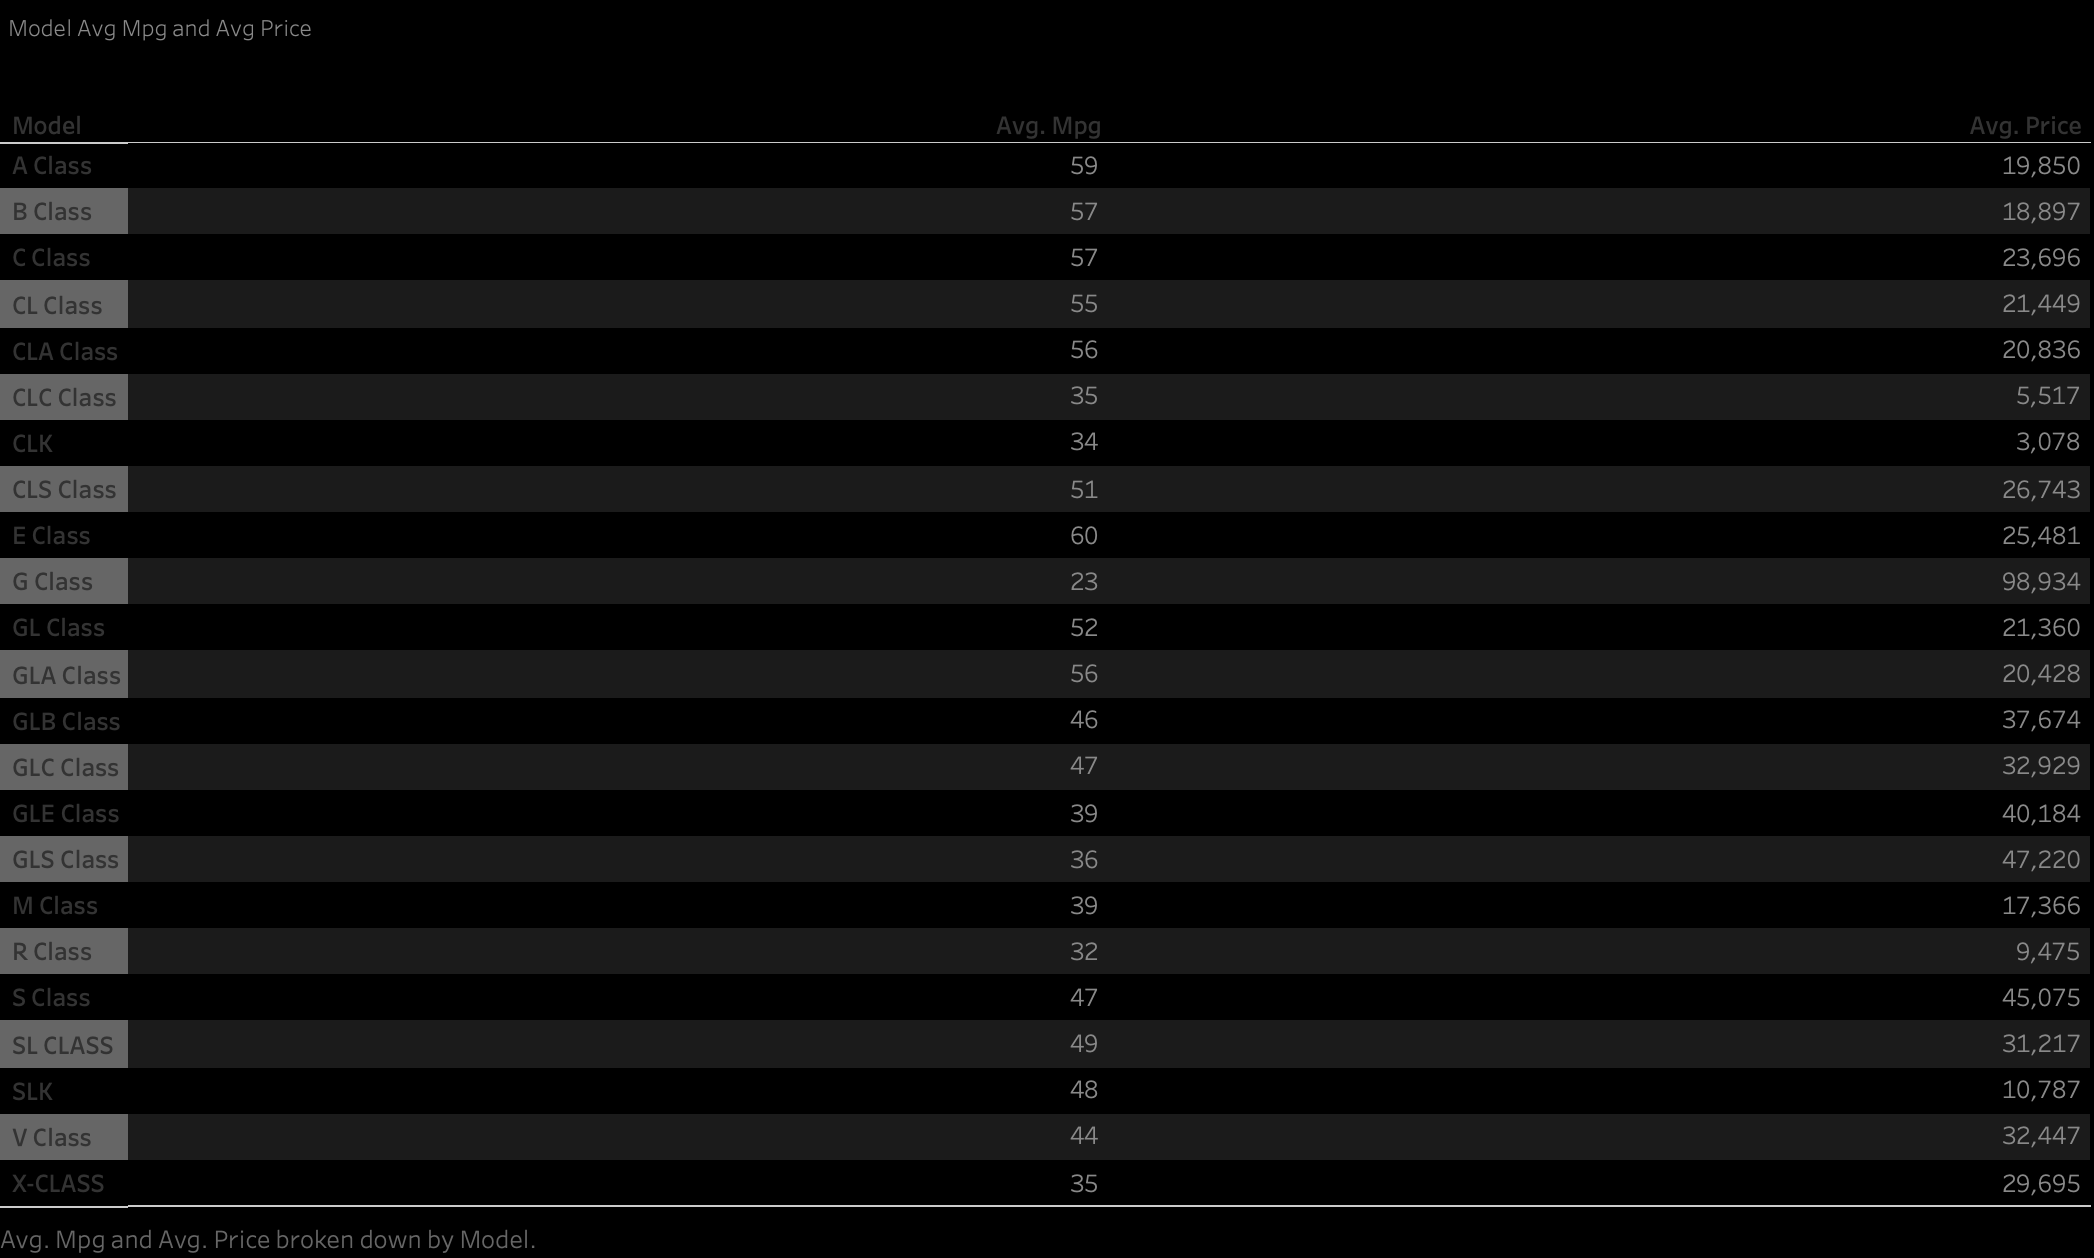 Model Avg Mpg and Avg Price
Model Avg. Mpg Avg. Price
A Class 59 19,850
B Class 57 18,897
C Class 57 23,696
CL Class 55 21,449
CLA Class 56 20,836
CLC Class 35 5,517
CLK 34 3,078
CLS Class 51 26,743
E Class 60 25,481
G Class 23 98,934
GL Class 52 21,360
GLA Class 56 20,428
GLB Class 46 37,674
GLC Class 47 32,929
GLE Class 39 40,184
GLS Class 36 47,220
M Class 39 17,366
R Class 32 9,475
S Class 47 45,075
SL CLASS 49 31,217
SLK 48 10,787
V Class 44 32,447
X-CLASS 35 29,695
Avg. Mpg and Avg. Price broken down by Model.